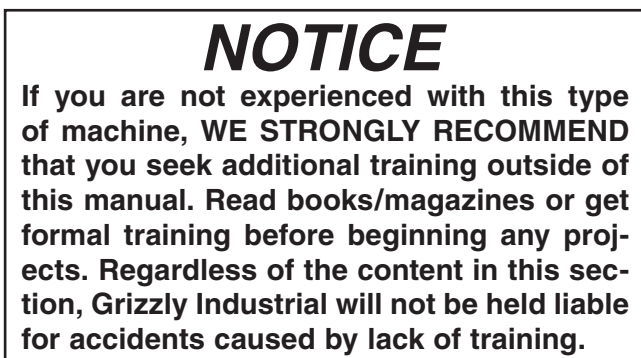 NOTICE
If you are not experienced with this type
of machine, WE STRONGLY RECOMMEND
that you seek additional training outside of
this manual. Read books/magazines or get
formal training before beginning any proj-
ects. Regardless of the content in this sec-
tion, Grizzly Industrial will not be held liable
for accidents caused by lack of training.